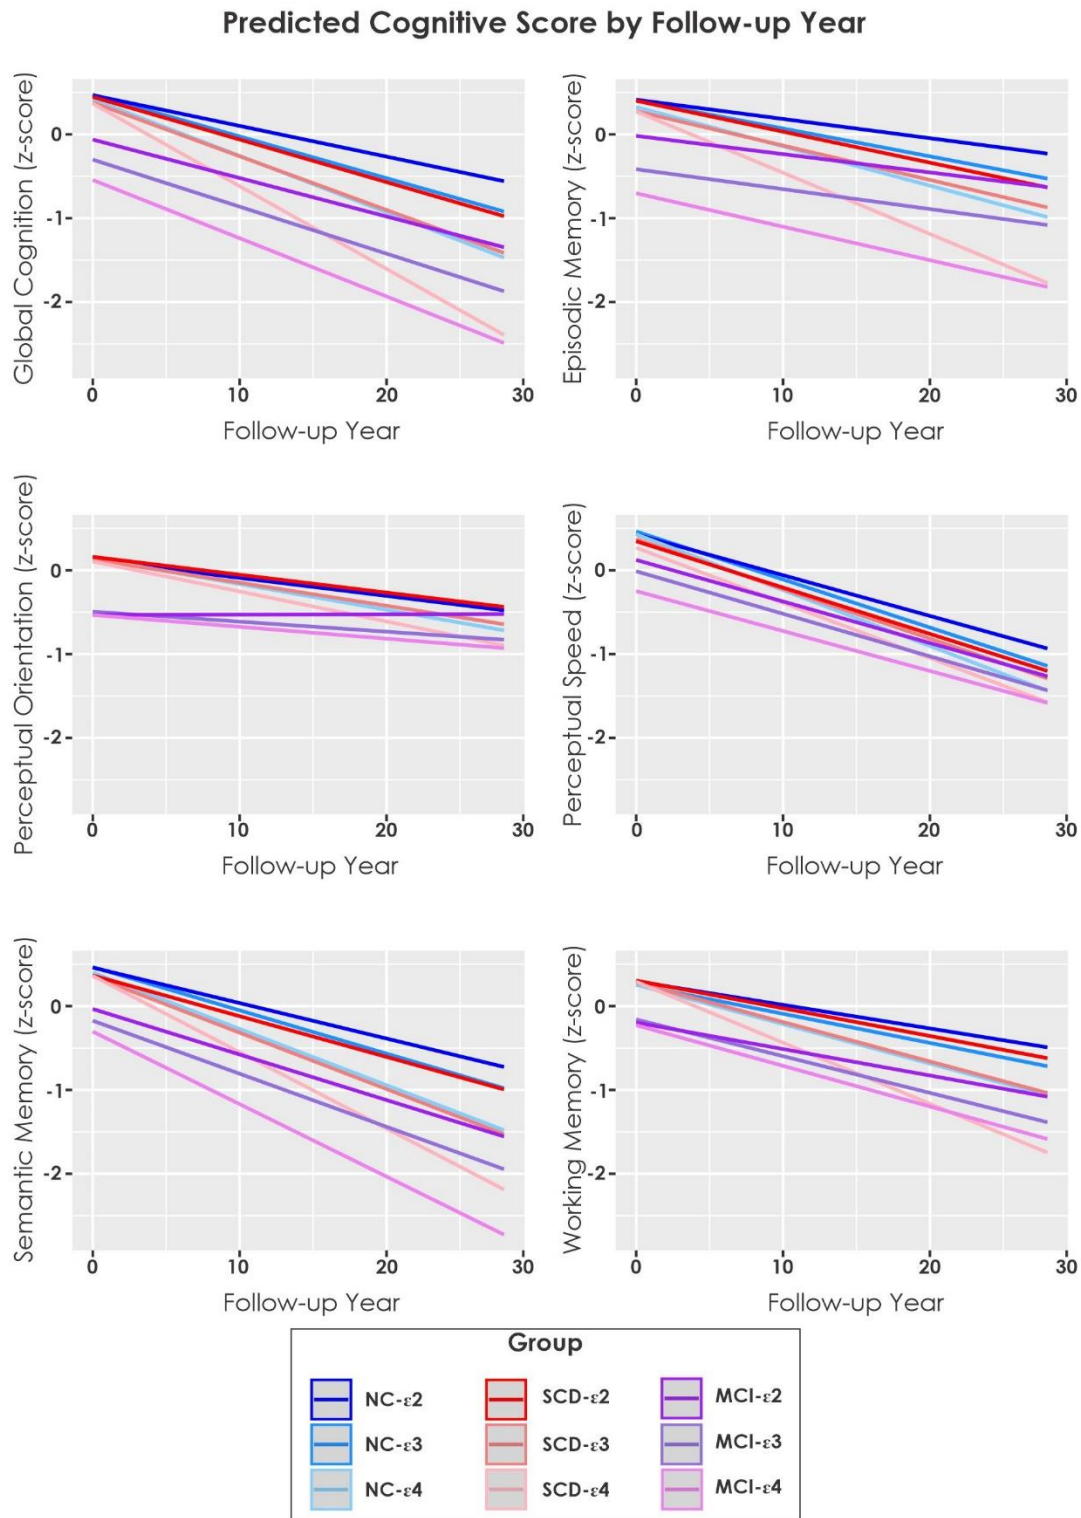 Predicted Cognitive Score by Follow-up Year
Global Cognition (z-score)
0
-1
-2
0 10 20 30
Follow-up Year
Episodic Memory (z-score)
0
-1
-2
0 10 20 30
Follow-up Year
Perceptual Orientation (z-score)
0
-1
-2
0 10 20 30
Follow-up Year
Perceptual Speed (z-score)
0
-1
-2
0 10 20 30
Follow-up Year
Semantic Memory (z-score)
0
-1
-2
0 10 20 30
Follow-up Year
Working Memory (z-score)
0
-1
-2
0 10 20 30
Follow-up Year
Group
NC-ε2 SCD-ε2 MCI-ε2
NC-ε3 SCD-ε3 MCI-ε3
NC-ε4 SCD-ε4 MCI-ε4